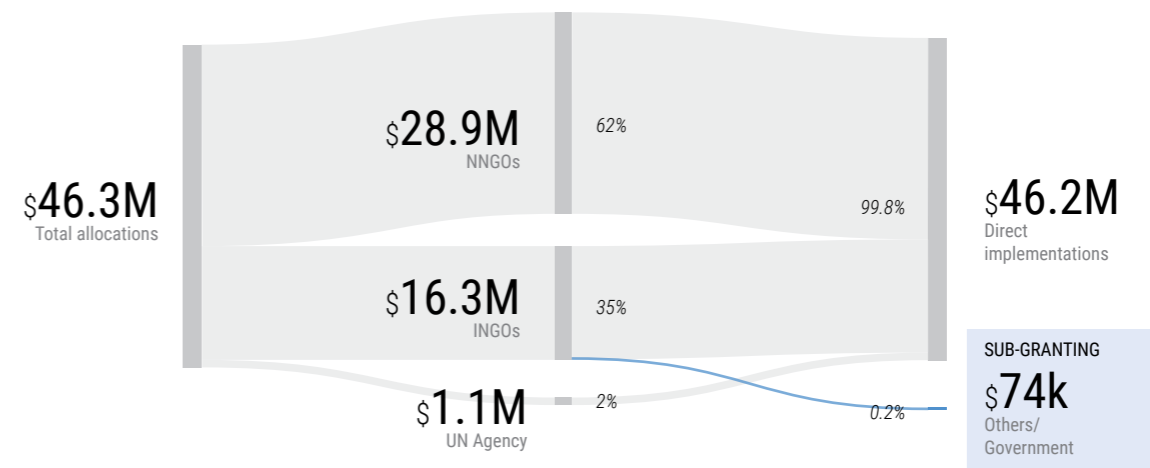 $46.3M
Total allocations
$28.9M
NNGOs
62%
$16.3M
INGOs
35%
$1.1M
UN Agency
2%
99.8%
$46.2M
Direct
implementations
0.2%
SUB-GRANTING
$74k
Others/
Government